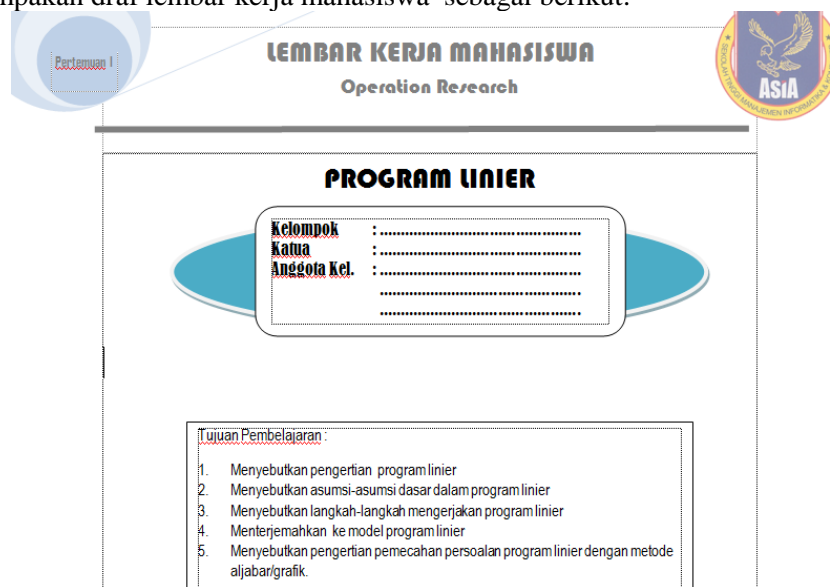 lembar kerja mahasiswa sebagai berikut:
Pertemuan I
LEMBAR KERJA MAHASISWA
Operation Research
ASIA
PROGRAM LINIER
Kelompok : ................................................
Katua : ................................................
Anggota Kel. : ................................................
................................................
................................................
Tujuan Pembelajaran :
1. Menyebutkan pengertian program linier
2. Menyebutkan asumsi-asumsi dasar dalam program linier
3. Menyebutkan langkah-langkah mengerjakan program linier
4. Menterjemahkan ke model program linier
5. Menyebutkan pengertian pemecahan persoalan program linier dengan metode
aljabar/grafik.